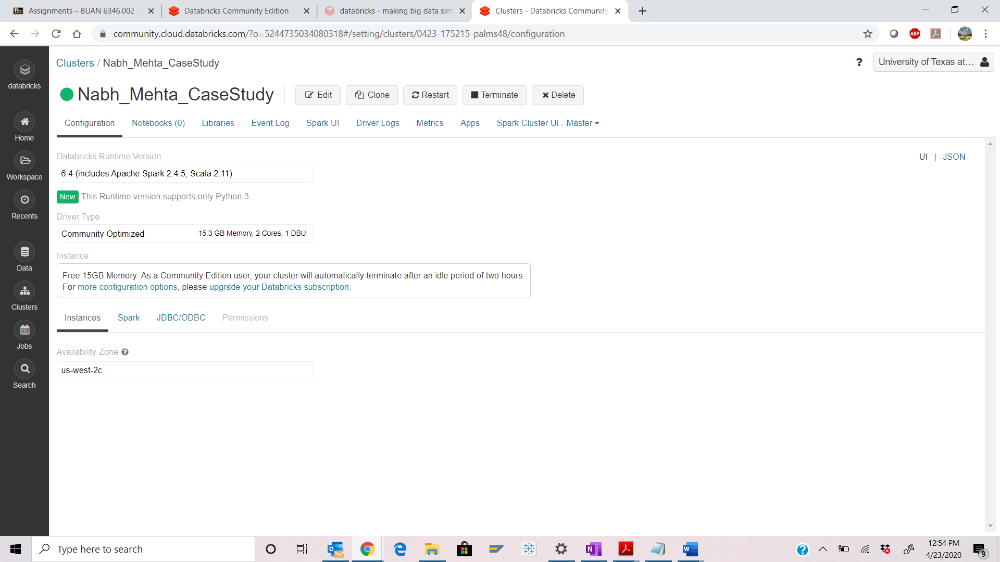 Bb Assignments – BUAN 6346.002 -
Databricks Community Edition
databricks - making big data sim
Clusters - Databricks Community
community.cloud.databricks.com/?o=5244735034080318#/setting/clusters/0423-175215-palms48/configuration
ABP
databricks
Home
Workspace
Recents
Data
Clusters
Jobs
Search
Clusters / Nabh_Mehta_CaseStudy
? University of Texas at...
Nabh_Mehta_CaseStudy
Edit Clone Restart Terminate Delete
Configuration Notebooks (0) Libraries Event Log Spark UI Driver Logs Metrics Apps Spark Cluster UI - Master
Databricks Runtime Version
UI | JSON
6.4 (includes Apache Spark 2.4.5, Scala 2.11)
New This Runtime version supports only Python 3.
Driver Type
Community Optimized 15.3 GB Memory, 2 Cores, 1 DBU
Instance
Free 15GB Memory: As a Community Edition user, your cluster will automatically terminate after an idle period of two hours.
For more configuration options, please upgrade your Databricks subscription.
Instances Spark JDBC/ODBC Permissions
Availability Zone ?
us-west-2c
Type here to search
12:54 PM
4/23/2020
9